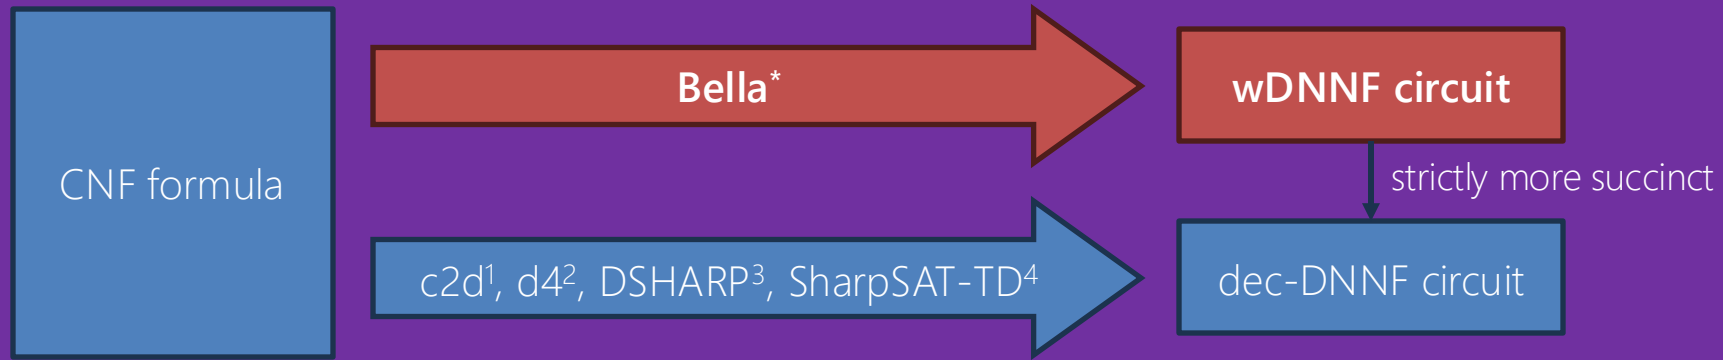 CNF formula
Bella*
wDNNF circuit
strictly more succinct
c2d¹, d4², DSHARP³, SharpSAT-TD⁴
dec-DNNF circuit